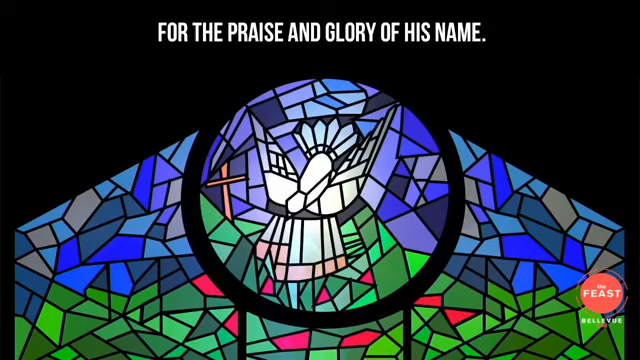 FOR THE PRAISE AND GLORY OF HIS NAME.
the
FEAST
BELLEVUE